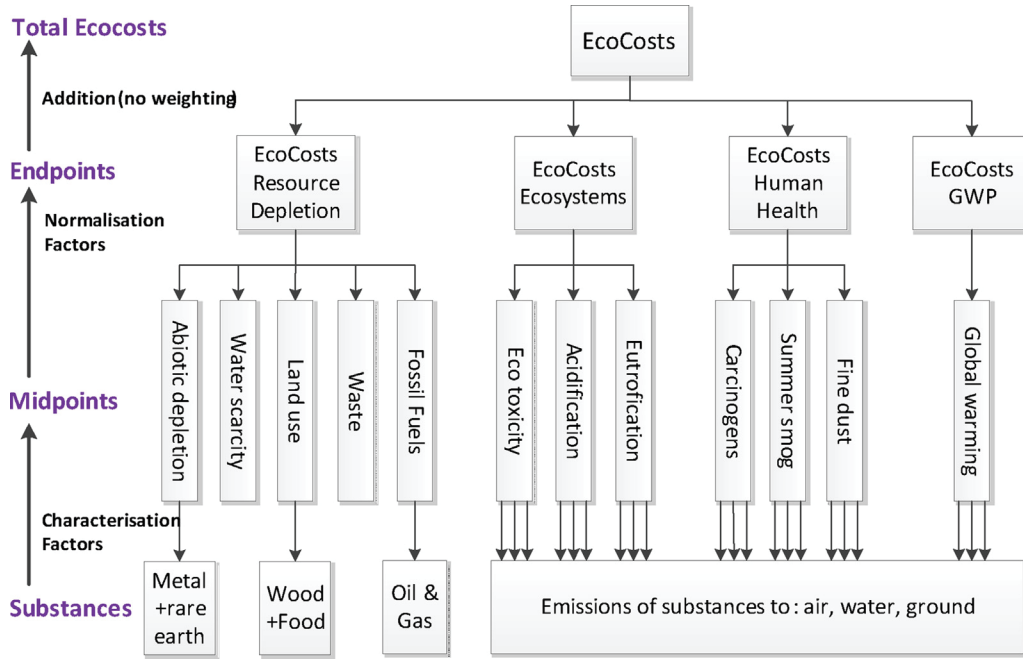 Total Ecocosts
EcoCosts
Addition (no weighting)
Endpoints
EcoCosts
Resource
Depletion
EcoCosts
Ecosystems
EcoCosts
Human
Health
EcoCosts
GWP
Normalisation
Factors
Abiotic depletion
Water scarcity
Land use
Waste
Fossil Fuels
Eco toxicity
Acidification
Eutrofication
Carcinogens
Summer smog
Fine dust
Global warming
Midpoints
Characterisation
Factors
Substances
Metal
+rare
earth
Wood
+Food
Oil &
Gas
Emissions of substances to: air, water, ground